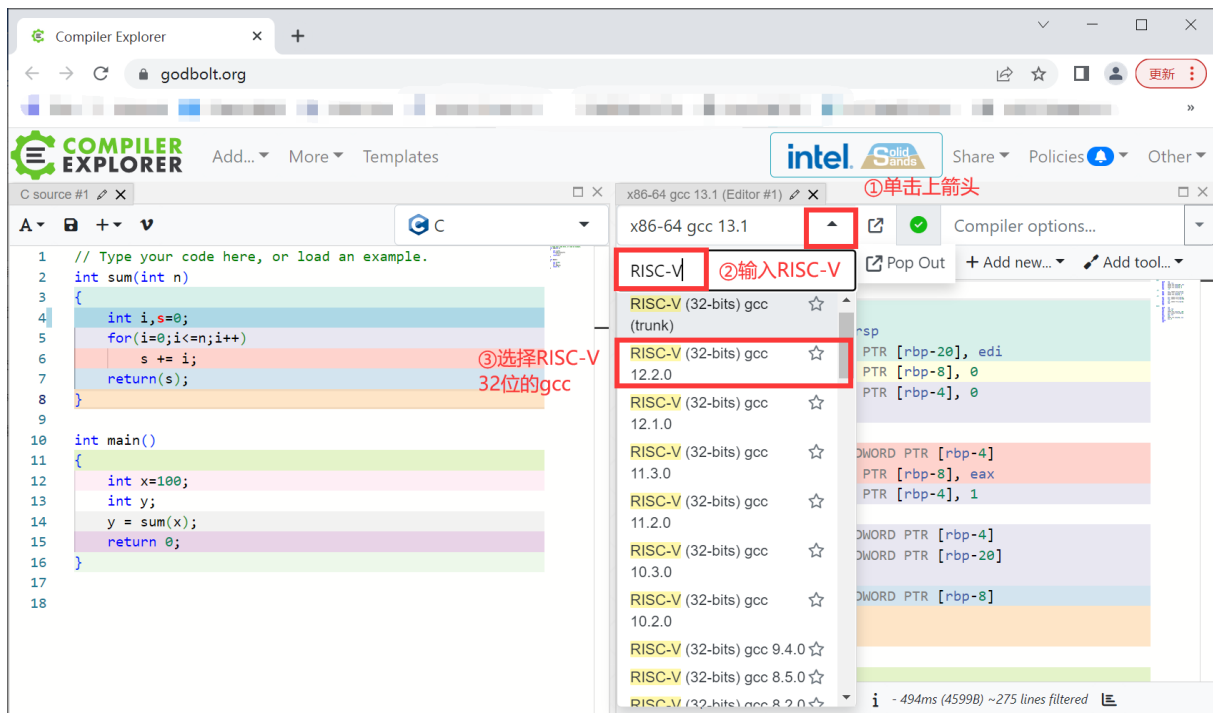 Compiler Explorer
godbolt.org
更新
COMPILER
EXPLORER
Add...
More
Templates
intel.
Solid Sands
Share
Policies
Other
C source #1
x86-64 gcc 13.1 (Editor #1)
①单击上箭头
A
C
x86-64 gcc 13.1
Compiler options...
RISC-V
②输入RISC-V
Pop Out
+ Add new...
Add tool...
1 // Type your code here, or load an example.
2 int sum(int n)
3 {
4 int i,s=0;
5 for(i=0;i<=n;i++)
6 s += i;
7 return(s);
8 }
9
10 int main()
11 {
12 int x=100;
13 int y;
14 y = sum(x);
15 return 0;
16 }
17
18
③选择RISC-V
32位的gcc
RISC-V (32-bits) gcc
(trunk)
RISC-V (32-bits) gcc
12.2.0
RISC-V (32-bits) gcc
12.1.0
RISC-V (32-bits) gcc
11.3.0
RISC-V (32-bits) gcc
11.2.0
RISC-V (32-bits) gcc
10.3.0
RISC-V (32-bits) gcc
10.2.0
RISC-V (32-bits) gcc 9.4.0
RISC-V (32-bits) gcc 8.5.0
RISC-V (32-bits) gcc 8.2.0
rsp
PTR [rbp-20], edi
PTR [rbp-8], 0
PTR [rbp-4], 0
DWORD PTR [rbp-4]
PTR [rbp-8], eax
PTR [rbp-4], 1
DWORD PTR [rbp-4]
DWORD PTR [rbp-20]
DWORD PTR [rbp-8]
i - 494ms (4599B) ~275 lines filtered